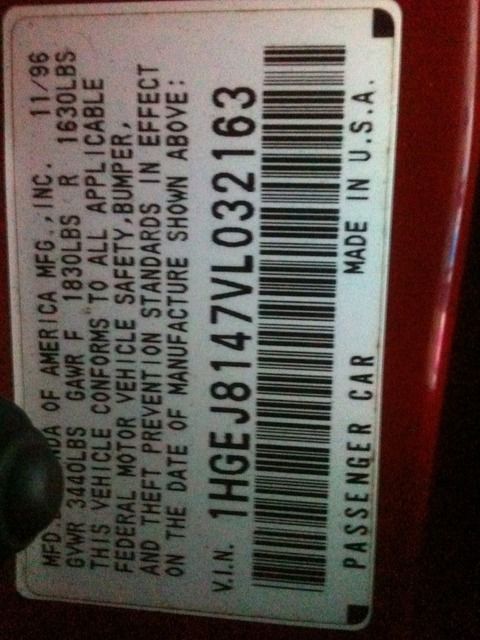 MFD. DA OF AMERICA MFG.,INC. 11/96
GVWR 3440LBS GAWR F 1830LBS R 1630LBS
THIS VEHICLE CONFORMS TO ALL APPLICABLE
FEDERAL MOTOR VEHICLE SAFETY,BUMPER,
AND THEFT PREVENTION STANDARDS IN EFFECT
ON THE DATE OF MANUFACTURE SHOWN ABOVE:
V.I.N. 1HGEJ8147VL032163
PASSENGER CAR MADE IN U.S.A.